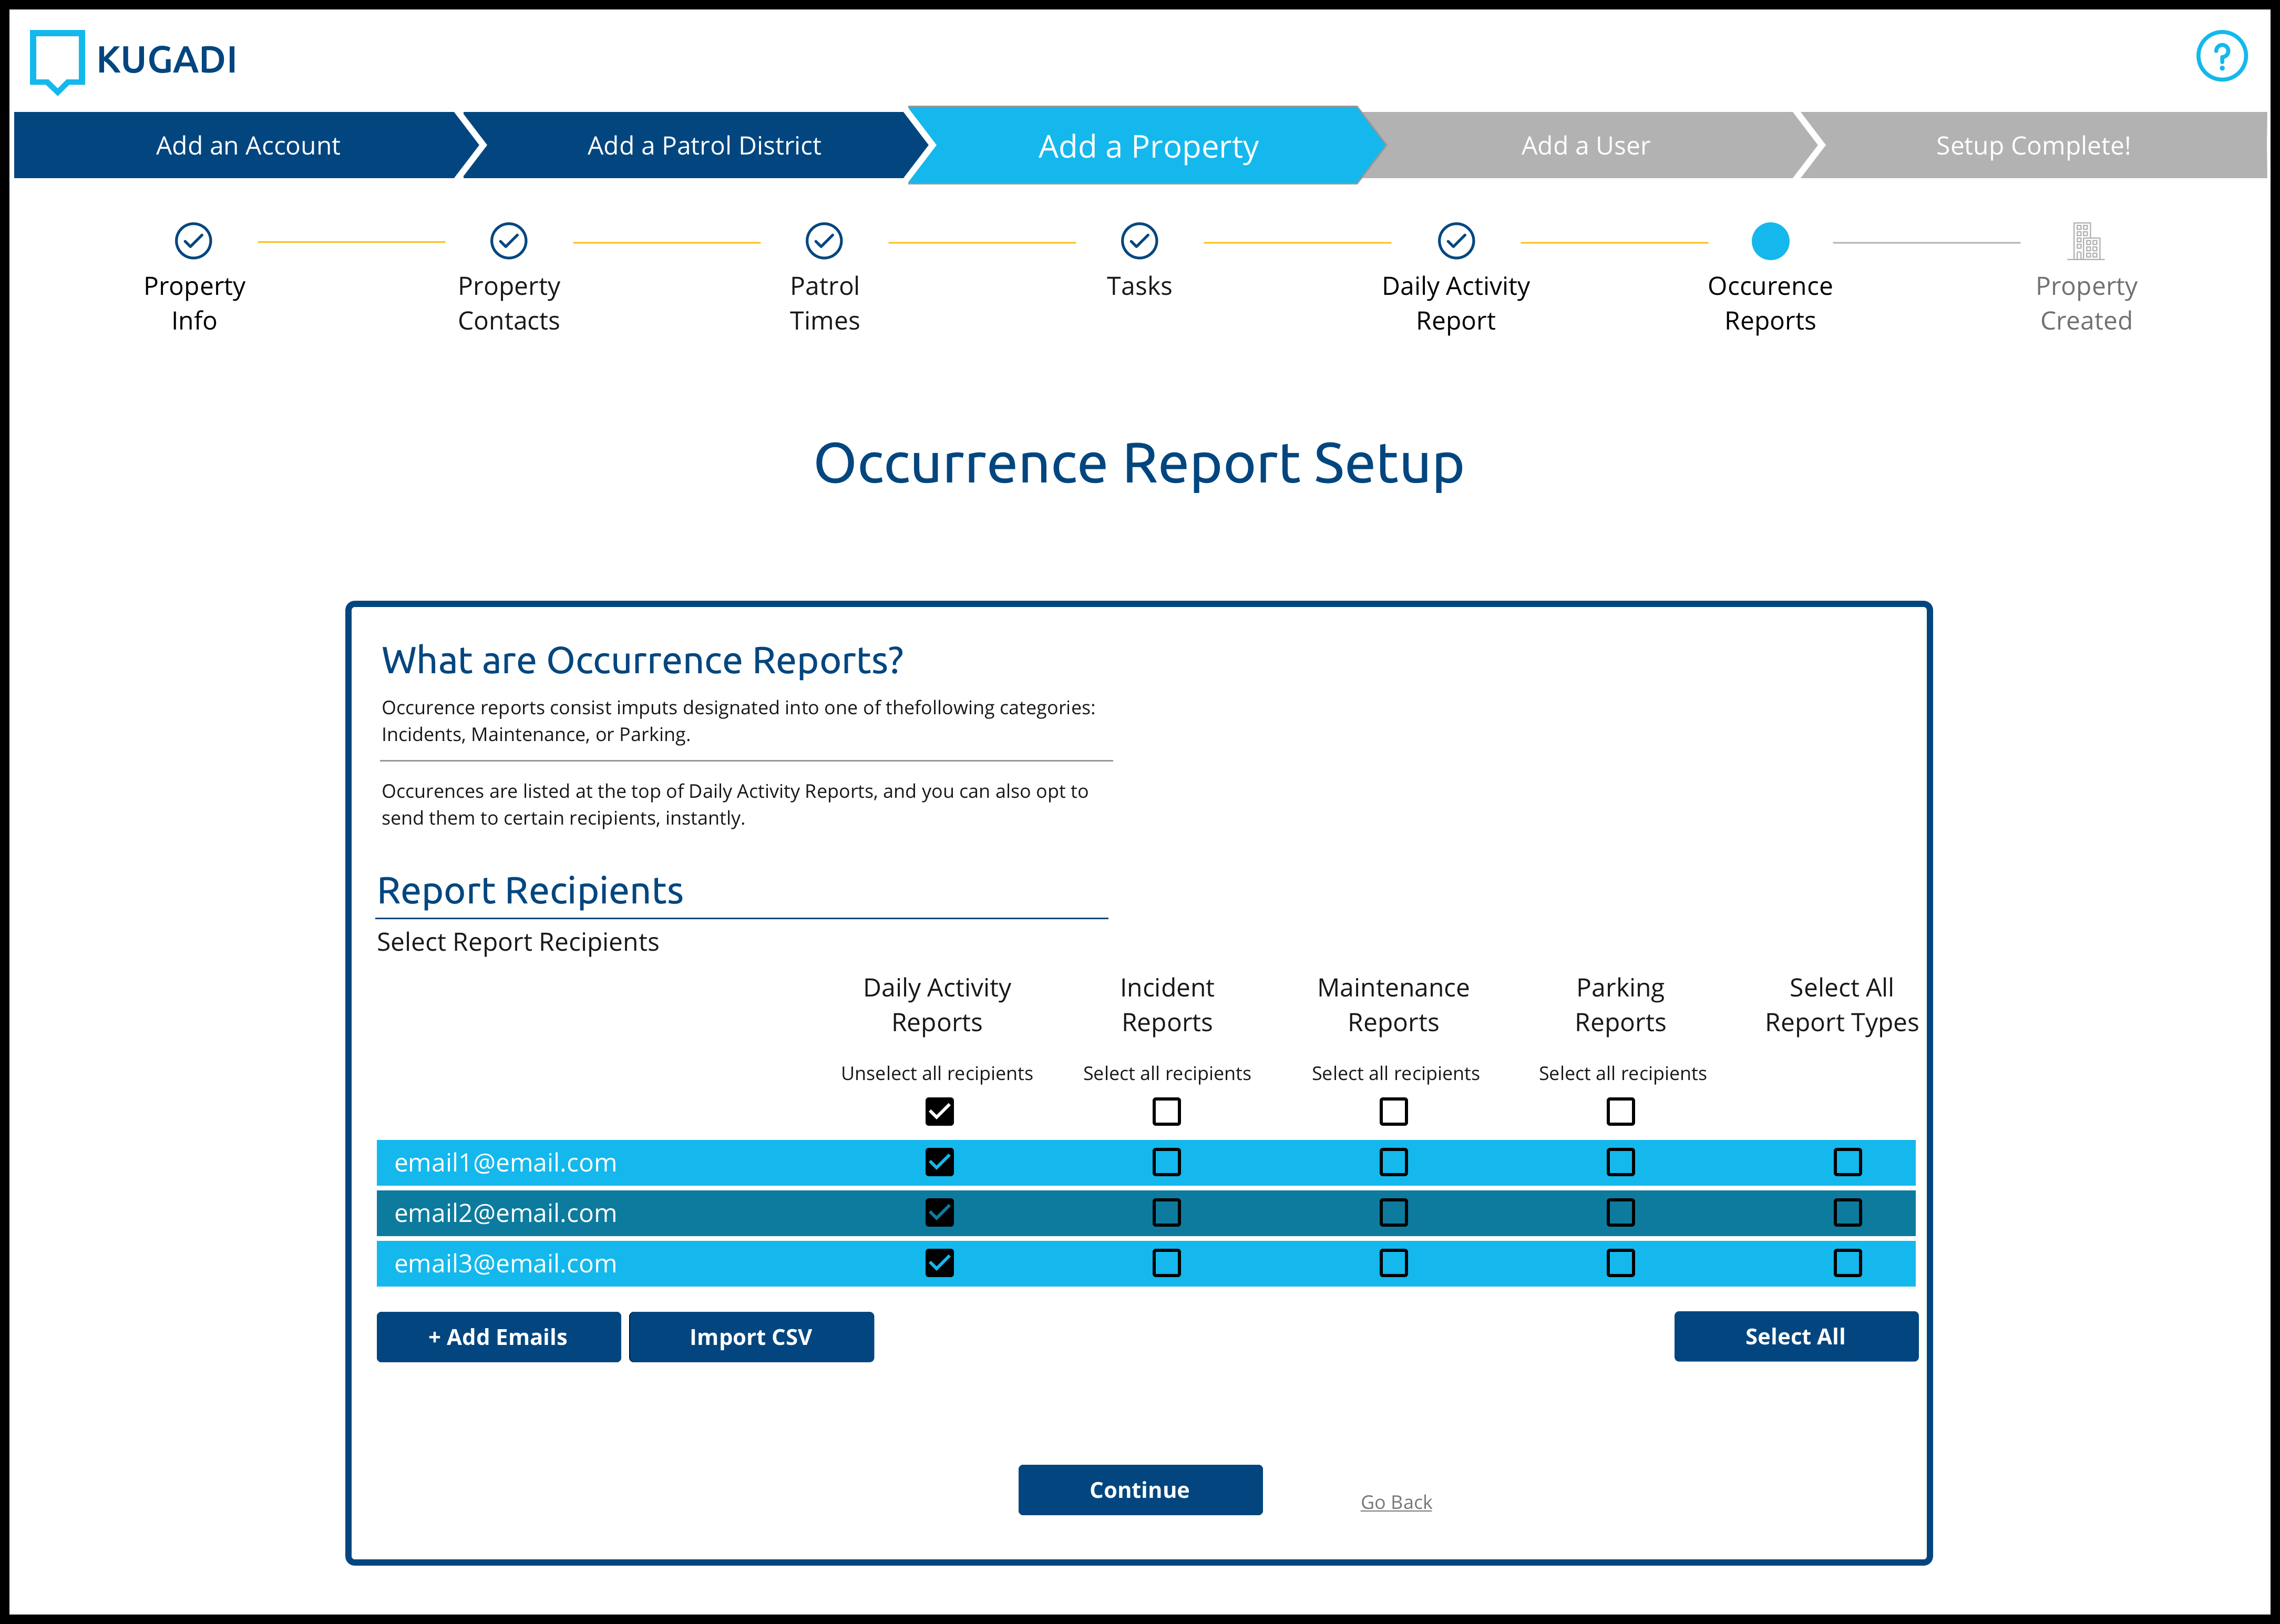 KUGADI
?
Add an Account
Add a Patrol District
Add a Property
Add a User
Setup Complete!
Property
Info
Property
Contacts
Patrol
Times
Tasks
Daily Activity
Report
Occurence
Reports
Property
Created
Occurrence Report Setup
What are Occurrence Reports?
Occurence reports consist imputs designated into one of thefollowing categories:
Incidents, Maintenance, or Parking.
Occurences are listed at the top of Daily Activity Reports, and you can also opt to
send them to certain recipients, instantly.
Report Recipients
Select Report Recipients
Daily Activity
Reports
Incident
Reports
Maintenance
Reports
Parking
Reports
Select All
Report Types
Unselect all recipients
Select all recipients
Select all recipients
Select all recipients
email1@email.com
email2@email.com
email3@email.com
+ Add Emails
Import CSV
Select All
Continue
Go Back